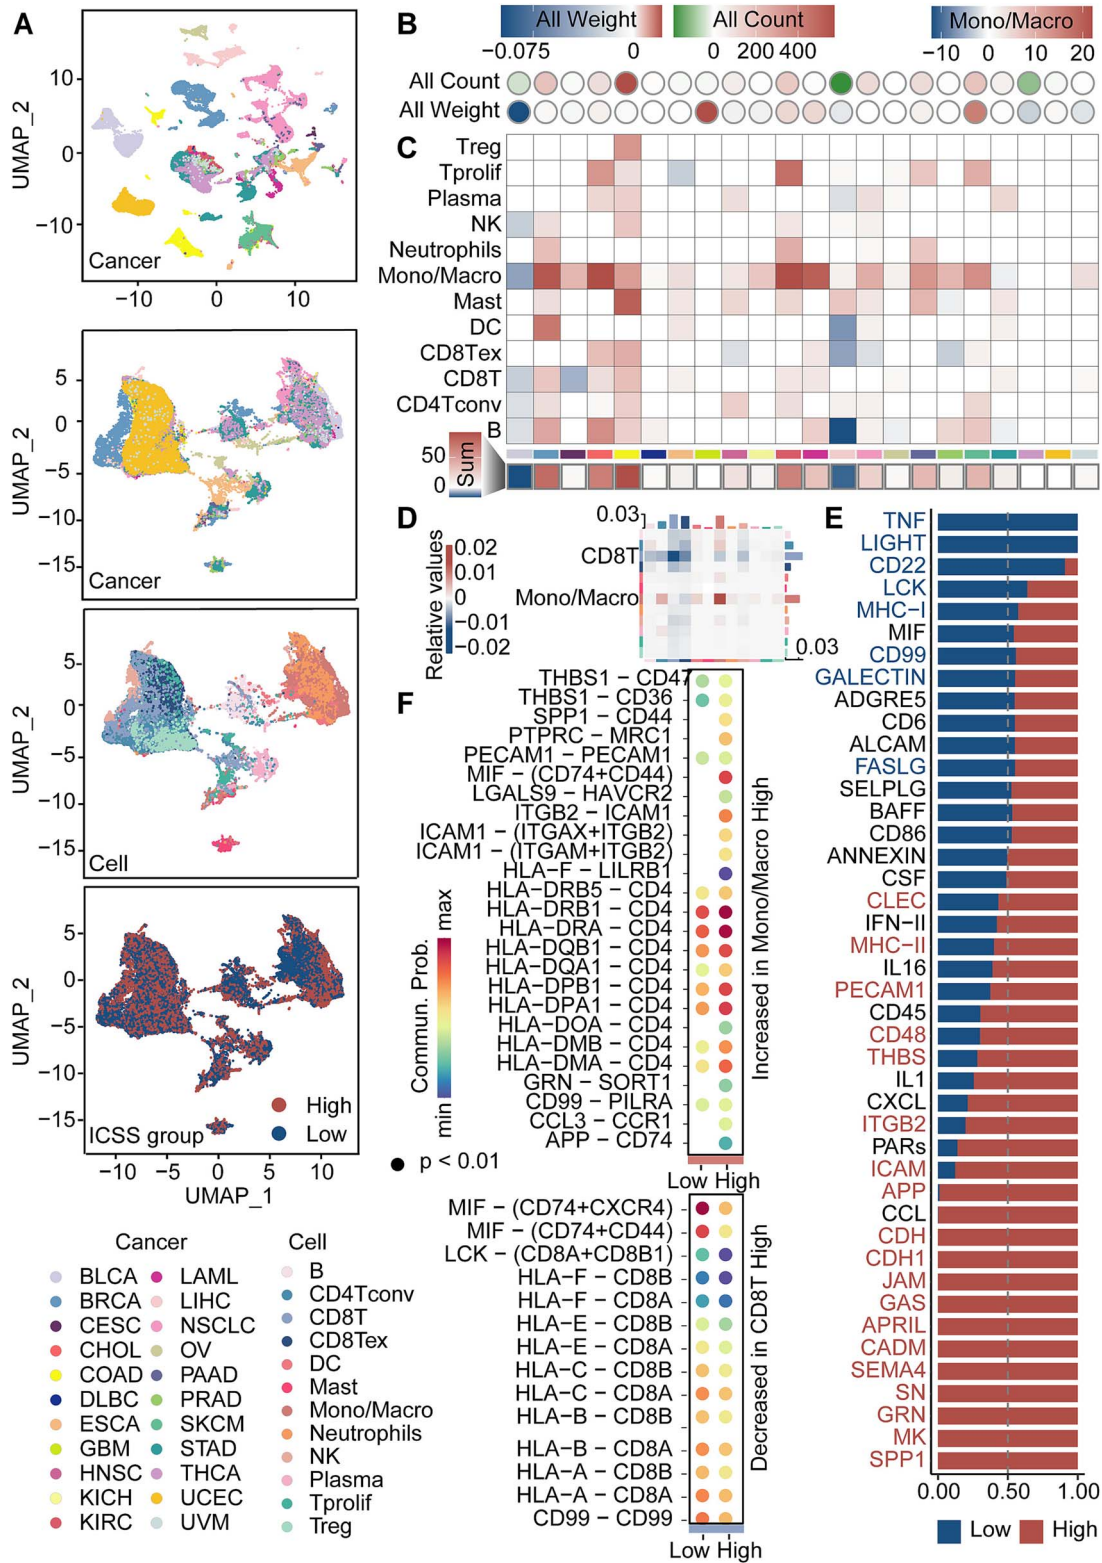 A
UMAP_2
10
0
−10
Cancer
−10 0 10
UMAP_2
5
0
−5
−10
−15
Cancer
UMAP_2
5
0
−5
−10
−15
Cell
UMAP_2
5
0
−5
−10
−15
ICSS group
High
Low
−10 −5 0 5 10
UMAP_1
Cancer
BLCA
BRCA
CESC
CHOL
COAD
DLBC
ESCA
GBM
HNSC
KICH
KIRC
LAML
LIHC
NSCLC
OV
PAAD
PRAD
SKCM
STAD
THCA
UCEC
UVM
Cell
B
CD4Tconv
CD8T
CD8Tex
DC
Mast
Mono/Macro
Neutrophils
NK
Plasma
Tprolif
Treg
B
All Weight
−0.075 0
All Count
0 200 400
Mono/Macro
−10 0 10 20
All Count
All Weight
C
Treg
Tprolif
Plasma
NK
Neutrophils
Mono/Macro
Mast
DC
CD8Tex
CD8T
CD4Tconv
B
50
0
Sum
D
Relative values
0.02
0.01
0
−0.01
−0.02
0.03
CD8T
Mono/Macro
0.03
F
THBS1 − CD47
THBS1 − CD36
SPP1 − CD44
PTPRC − MRC1
PECAM1 − PECAM1
MIF − (CD74+CD44)
LGALS9 − HAVCR2
ITGB2 − ICAM1
ICAM1 − (ITGAX+ITGB2)
ICAM1 − (ITGAM+ITGB2)
HLA−F − LILRB1
HLA−DRB5 − CD4
HLA−DRB1 − CD4
HLA−DRA − CD4
HLA−DQB1 − CD4
HLA−DQA1 − CD4
HLA−DPB1 − CD4
HLA−DPA1 − CD4
HLA−DOA − CD4
HLA−DMB − CD4
HLA−DMA − CD4
GRN − SORT1
CD99 − PILRA
CCL3 − CCR1
APP − CD74
Increased in Mono/Macro High
Commun. Prob.
max
min
p < 0.01
Low High
MIF − (CD74+CXCR4)
MIF − (CD74+CD44)
LCK − (CD8A+CD8B1)
HLA−F − CD8B
HLA−F − CD8A
HLA−E − CD8B
HLA−E − CD8A
HLA−C − CD8B
HLA−C − CD8A
HLA−B − CD8B
HLA−B − CD8A
HLA−A − CD8B
HLA−A − CD8A
CD99 − CD99
Decreased in CD8T High
Low High
E
TNF
LIGHT
CD22
LCK
MHC−I
MIF
CD99
GALECTIN
ADGRE5
CD6
ALCAM
FASLG
SELPLG
BAFF
CD86
ANNEXIN
CSF
CLEC
IFN−II
MHC−II
IL16
PECAM1
CD45
CD48
THBS
IL1
CXCL
ITGB2
PARs
ICAM
APP
CCL
CDH
CDH1
JAM
GAS
APRIL
CADM
SEMA4
SN
GRN
MK
SPP1
0.00 0.50 1.00
Low High